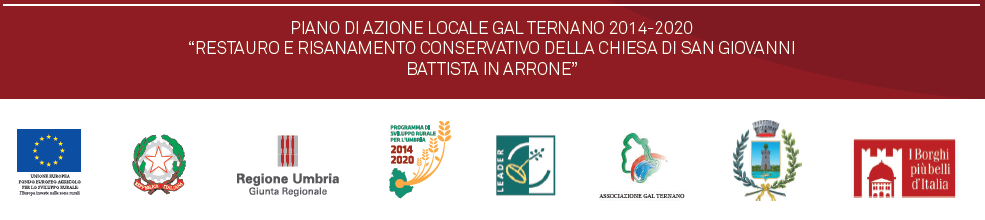 PIANO DI AZIONE LOCALE GAL TERNANO 2014-2020
“RESTAURO E RISANAMENTO CONSERVATIVO DELLA CHIESA DI SAN GIOVANNI
BATTISTA IN ARRONE”
UNIONE EUROPEA
FONDO EUROPEO AGRICOLO
PER LO SVILUPPO RURALE:
l'Europa investe nelle zone rurali
REPUBBLICA ITALIANA
Regione Umbria
Giunta Regionale
PROGRAMMA DI
SVILUPPO RURALE
PER L'UMBRIA
2014
2020
LEADER
ASSOCIAZIONE GAL TERNANO
I Borghi
più belli
d'Italia